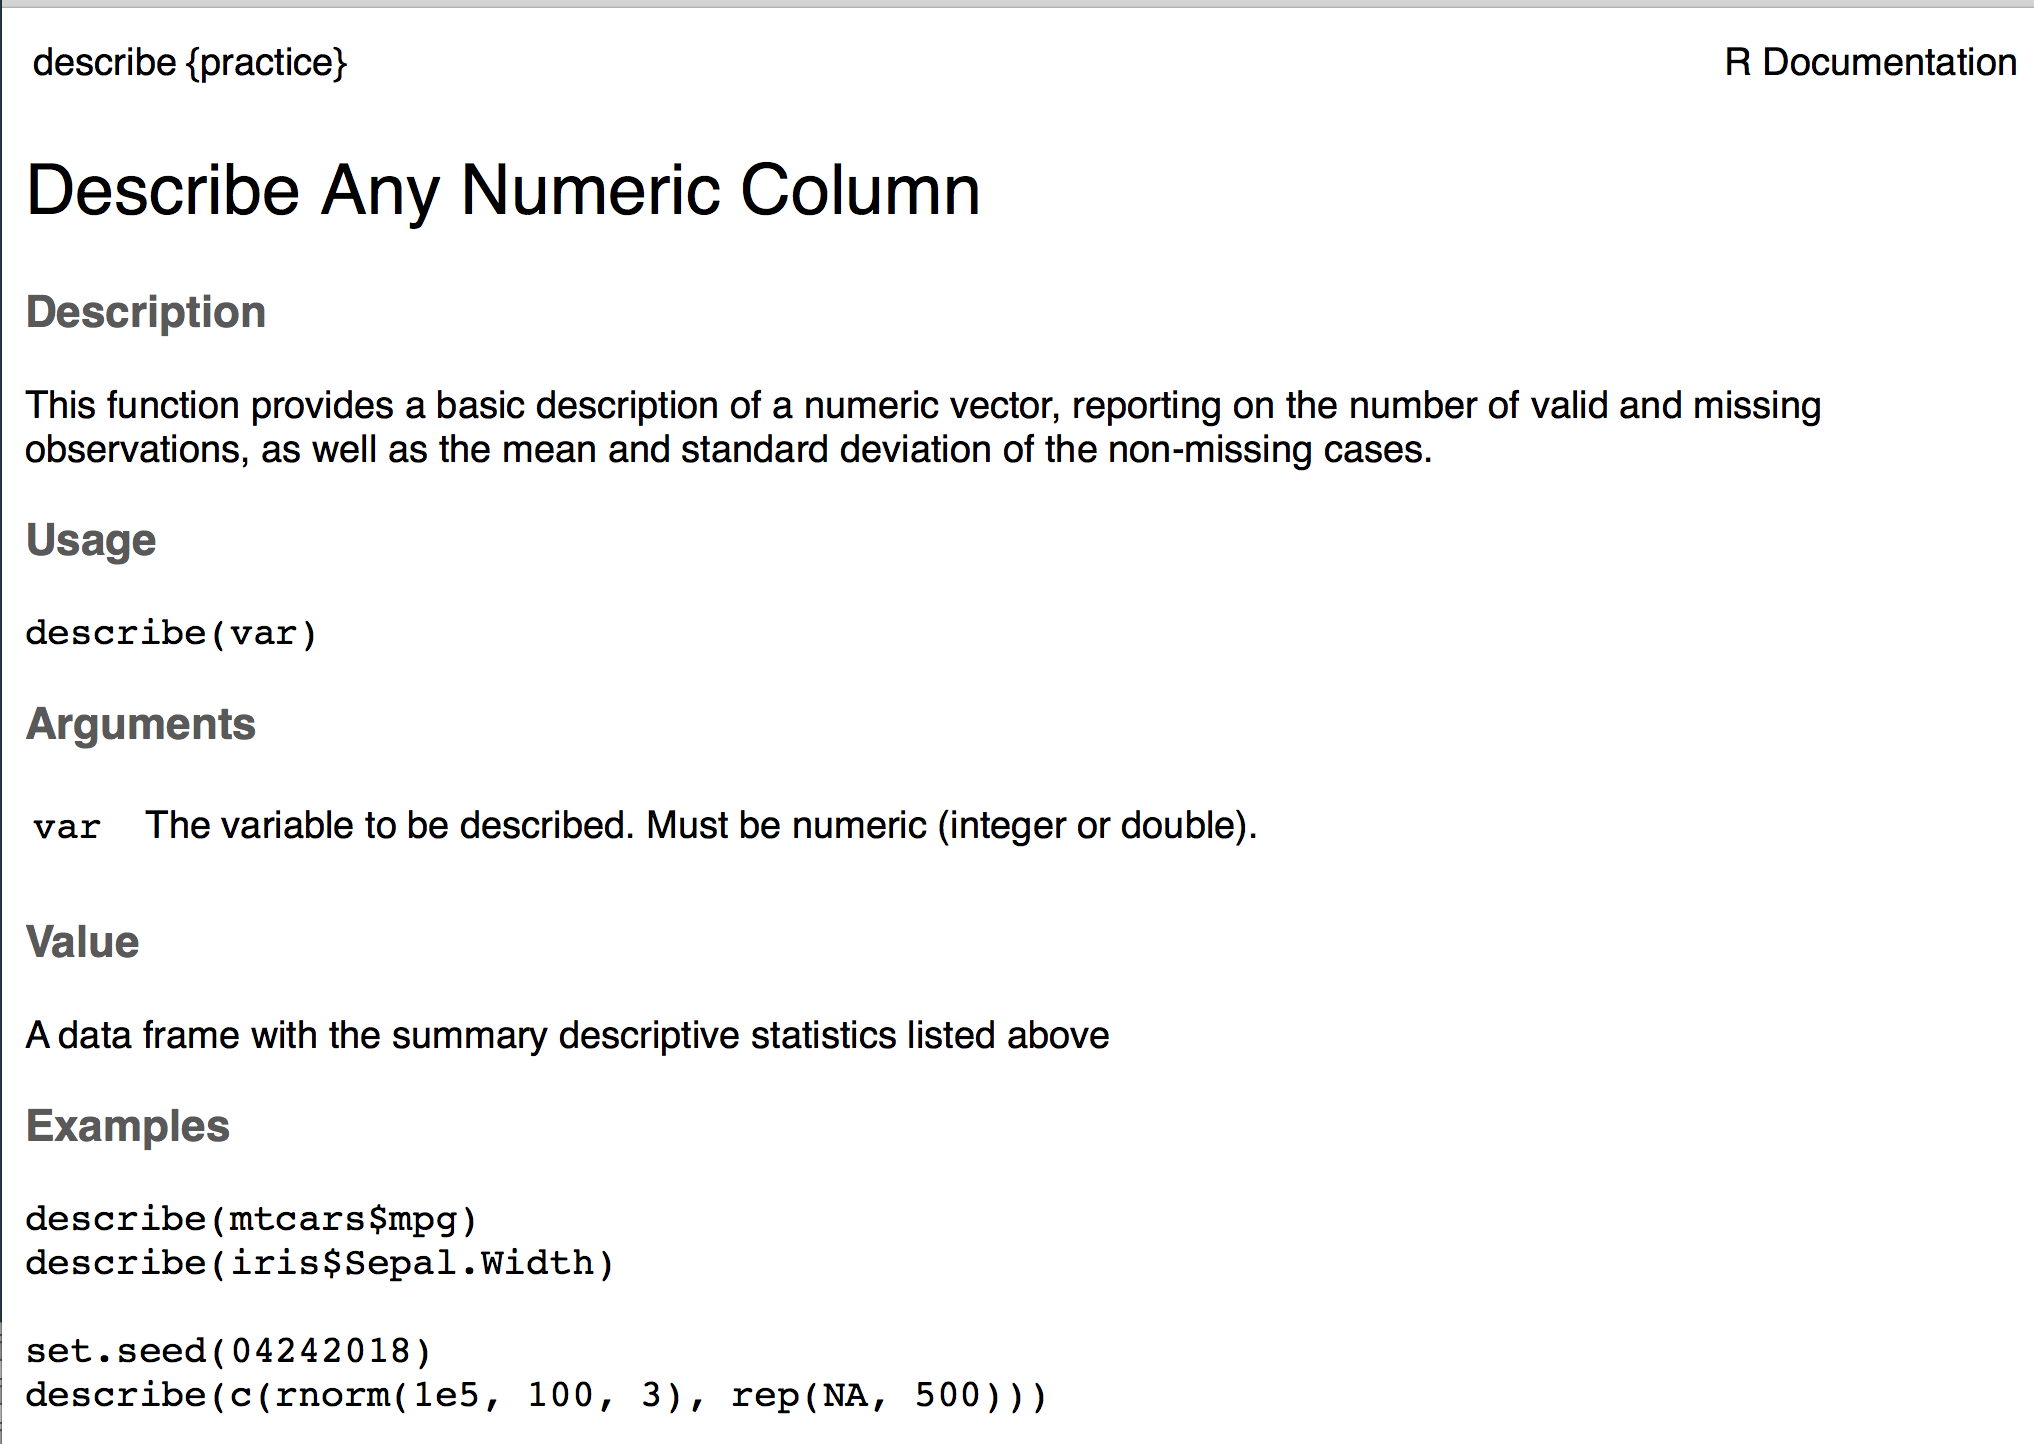 describe {practice}
R Documentation
Describe Any Numeric Column
Description
This function provides a basic description of a numeric vector, reporting on the number of valid and missing
observations, as well as the mean and standard deviation of the non-missing cases.
Usage
describe(var)
Arguments
var The variable to be described. Must be numeric (integer or double).
Value
A data frame with the summary descriptive statistics listed above
Examples
describe(mtcars$mpg)
describe(iris$Sepal.Width)
set.seed(04242018)
describe(c(rnorm(1e5, 100, 3), rep(NA, 500)))